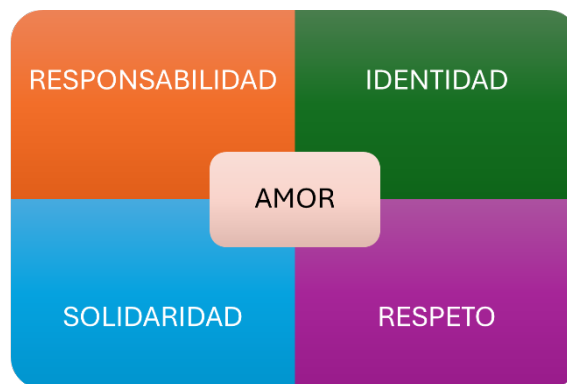 RESPONSABILIDAD
IDENTIDAD
AMOR
SOLIDARIDAD
RESPETO